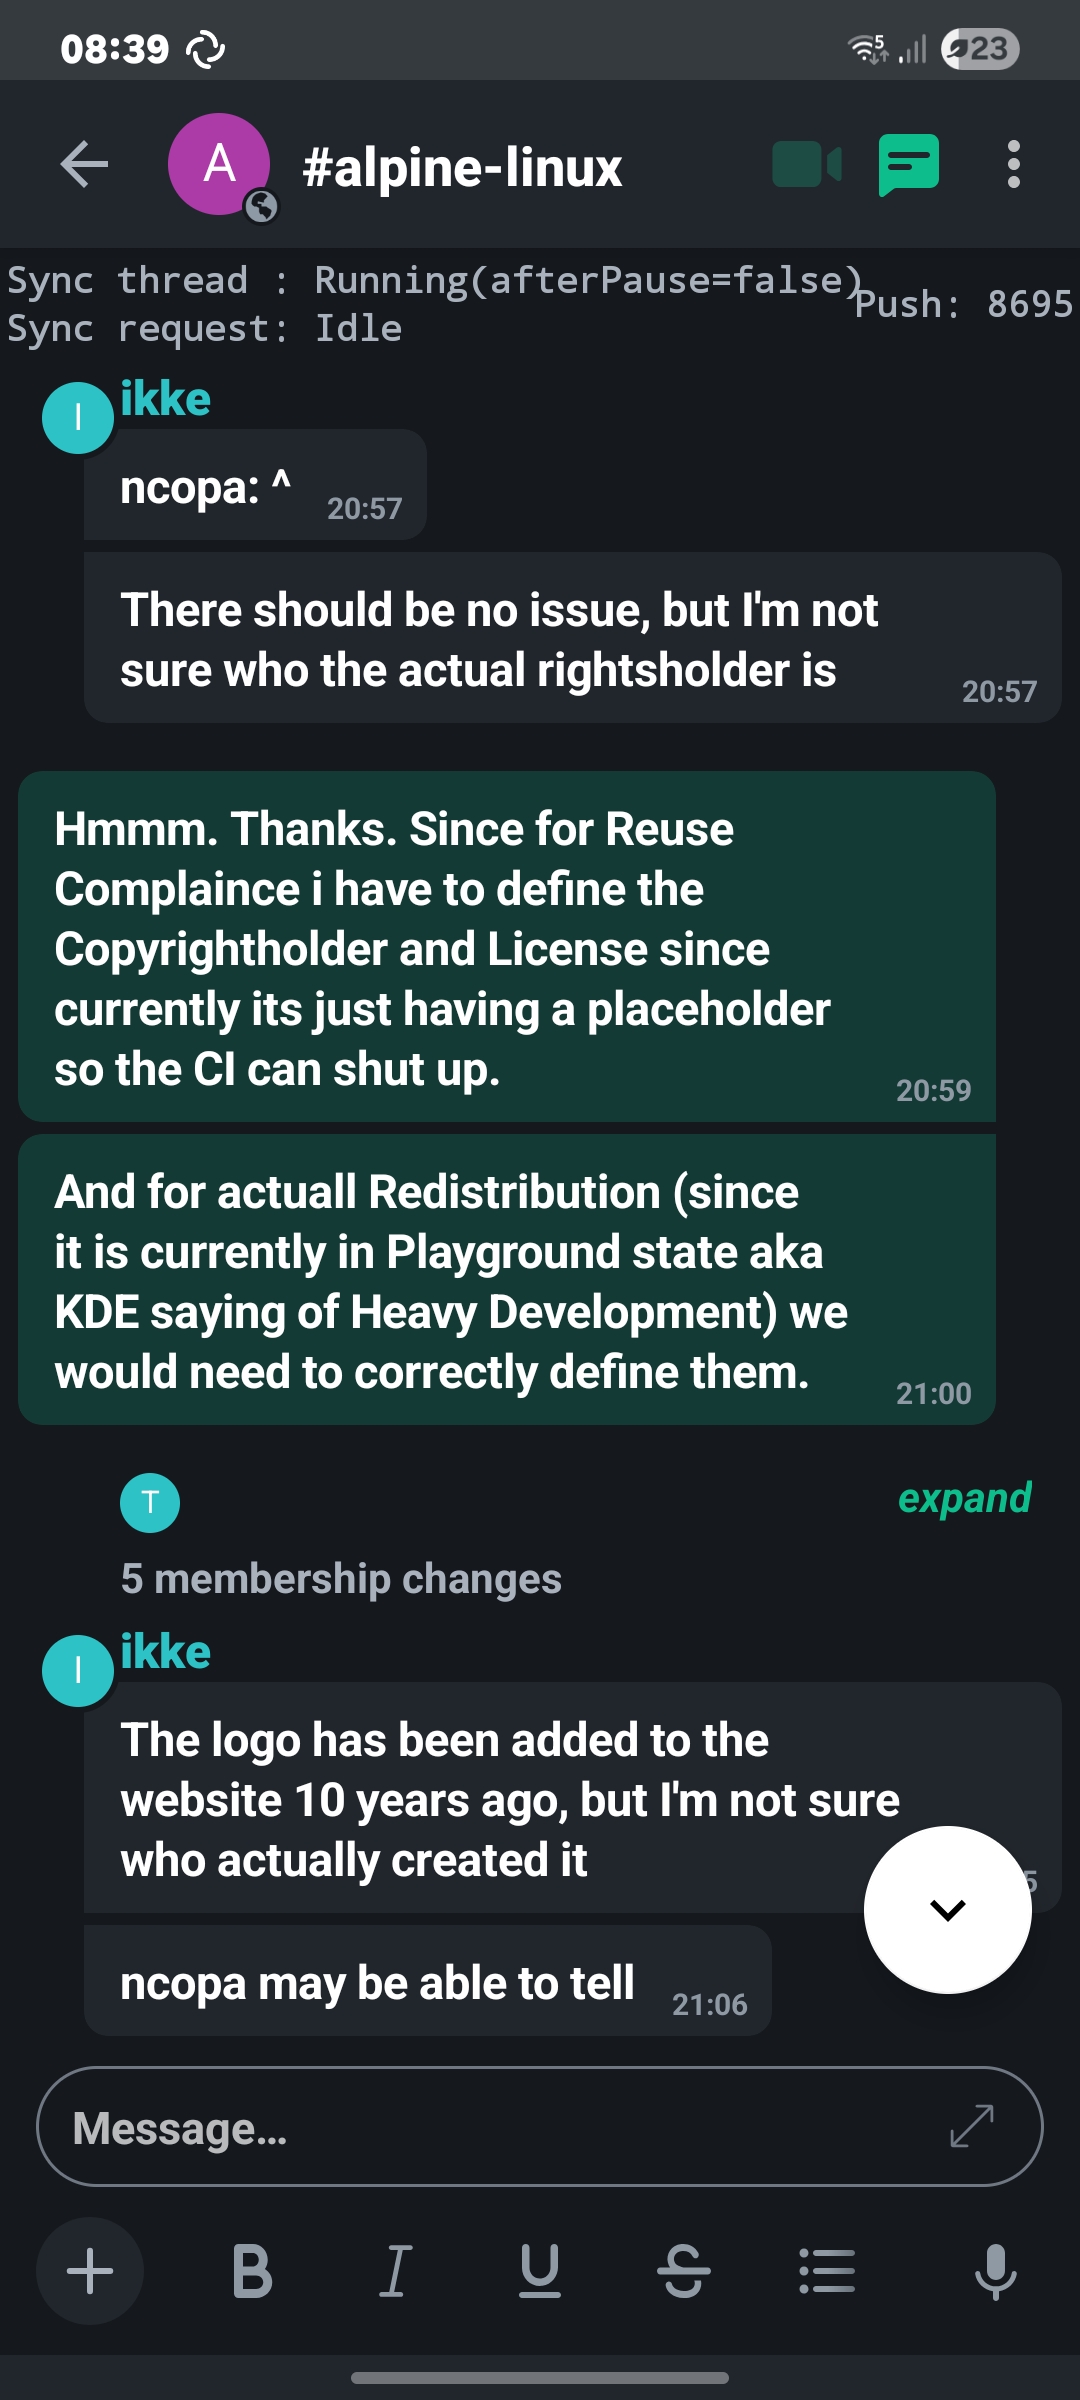 08:39
5
23
A
#alpine-linux
Sync thread : Running(afterPause=false)
Push: 8695
Sync request: Idle
I
ikke
ncopa: ^
20:57
There should be no issue, but I'm not
sure who the actual rightsholder is
20:57
Hmmm. Thanks. Since for Reuse
Complaince i have to define the
Copyrightholder and License since
currently its just having a placeholder
so the CI can shut up.
20:59
And for actuall Redistribution (since
it is currently in Playground state aka
KDE saying of Heavy Development) we
would need to correctly define them.
21:00
T
expand
5 membership changes
I
ikke
The logo has been added to the
website 10 years ago, but I'm not sure
who actually created it
ncopa may be able to tell
21:06
Message…
B
I
U
S